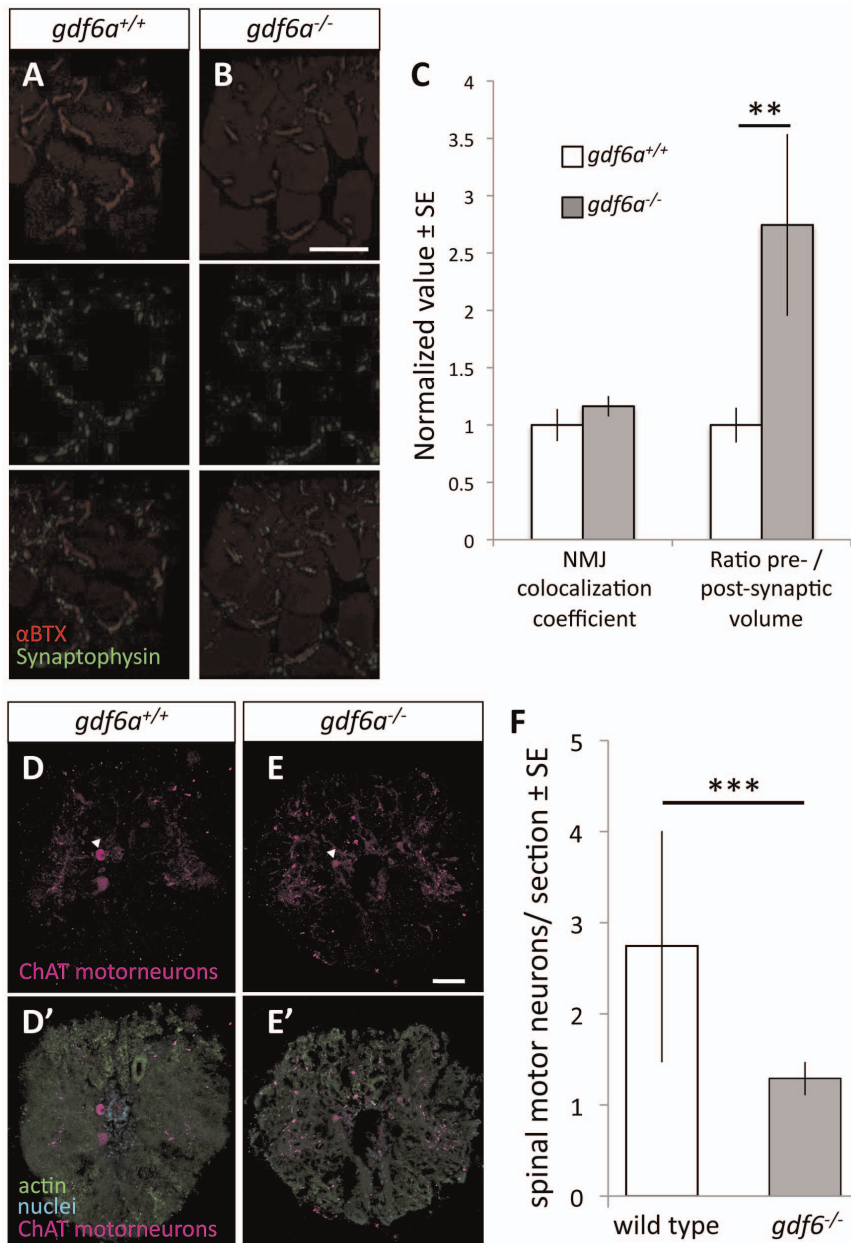 gdf6a+/+
gdf6a-/-
A
B
αBTX
Synaptophysin
C
Normalized value ± SE
4
3.5
3
2.5
2
1.5
1
0.5
0
**
gdf6a+/+
gdf6a-/-
NMJ
colocalization
coefficient
Ratio pre- /
post-synaptic
volume
gdf6a+/+
gdf6a-/-
D
E
ChAT motorneurons
D'
E'
actin
nuclei
ChAT motorneurons
F
spinal motor neurons/ section ± SE
5
4
3
2
1
0
***
wild type
gdf6-/-